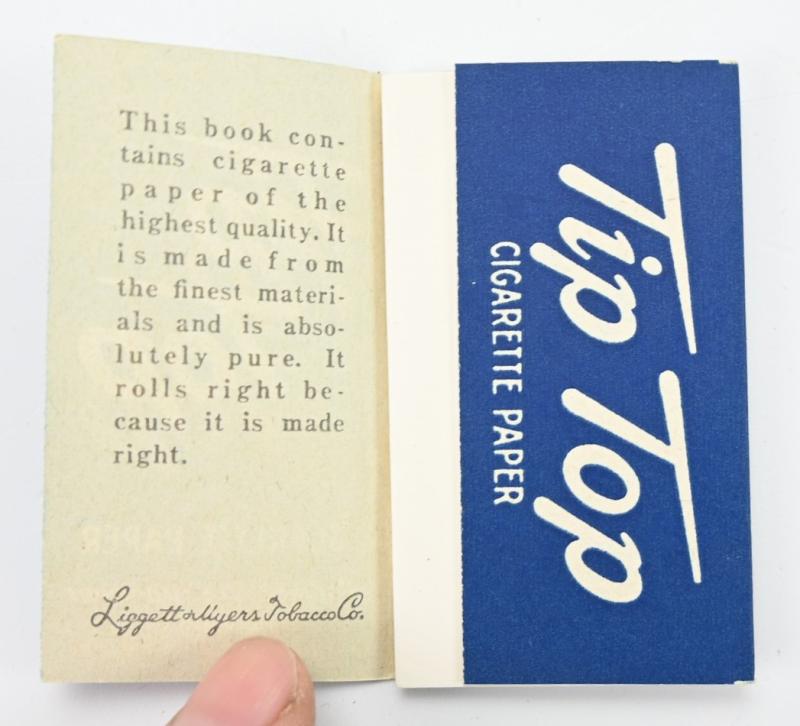 This book con-
tains cigarette
paper of the
highest quality. It
is made from
the finest materi-
als and is abso-
lutely pure. It
rolls right be-
cause it is made
right.
Liggett & Myers Tobacco Co.
Tip Top
CIGARETTE PAPER